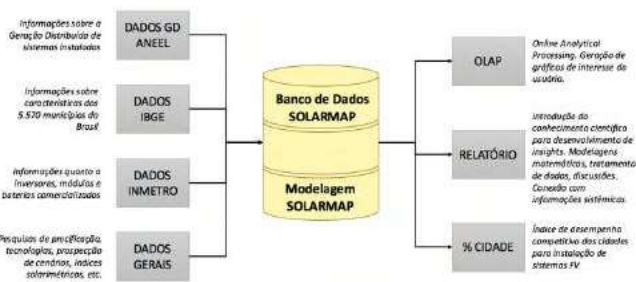 Informações sobre a
Geração Distribuída de
sistemas instalados
DADOS GD
ANEEL
Informações sobre
características dos
5.570 municípios do
Brasil
DADOS
IBGE
Informações quanto a
inversores, módulos e
baterias comercializados
DADOS
INMETRO
Pesquisas de precificação,
tecnologias, prospecção
de cenários, índices
solarimétricos, etc.
DADOS
GERAIS
Banco de Dados
SOLARMAP
Modelagem
SOLARMAP
OLAP
Online Analytical
Processing. Geração de
gráficos de interesse do
usuário.
RELATÓRIO
Introdução do
conhecimento científico
para desenvolvimento de
insights. Modelagens
matemáticas, tratamento
de dados, discussões.
Conexão com
informações sistêmicas.
% CIDADE
Índice de desempenho
competitivo das cidades
para instalação de
sistemas FV